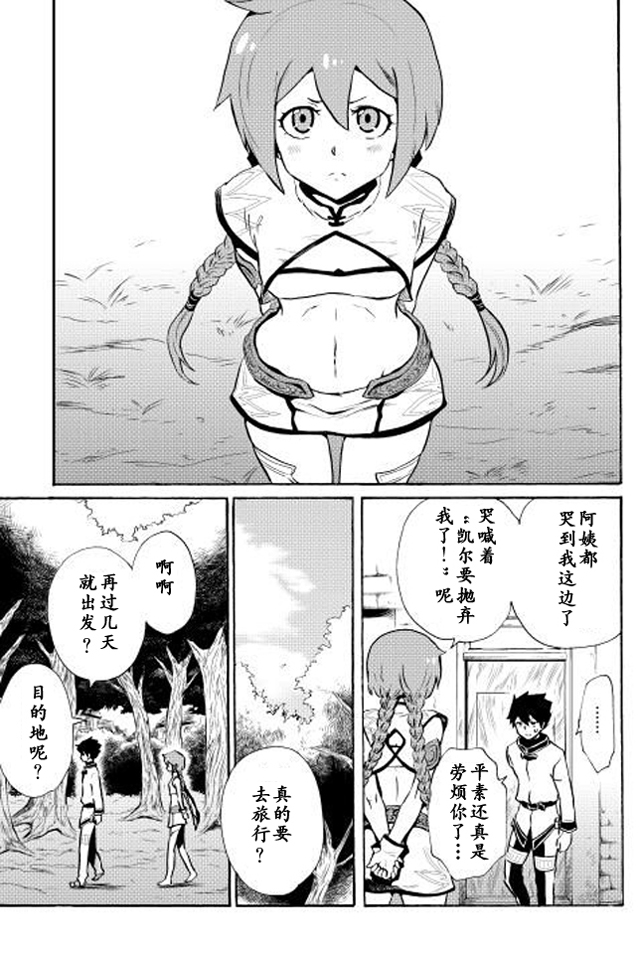 阿姨都
哭到我这边了
哭喊着
“凯尔要抛弃
我了!”呢
……
平素还真是
劳烦你了…
真的要
去旅行?
啊啊
再过几天
就出发?
目的地呢?